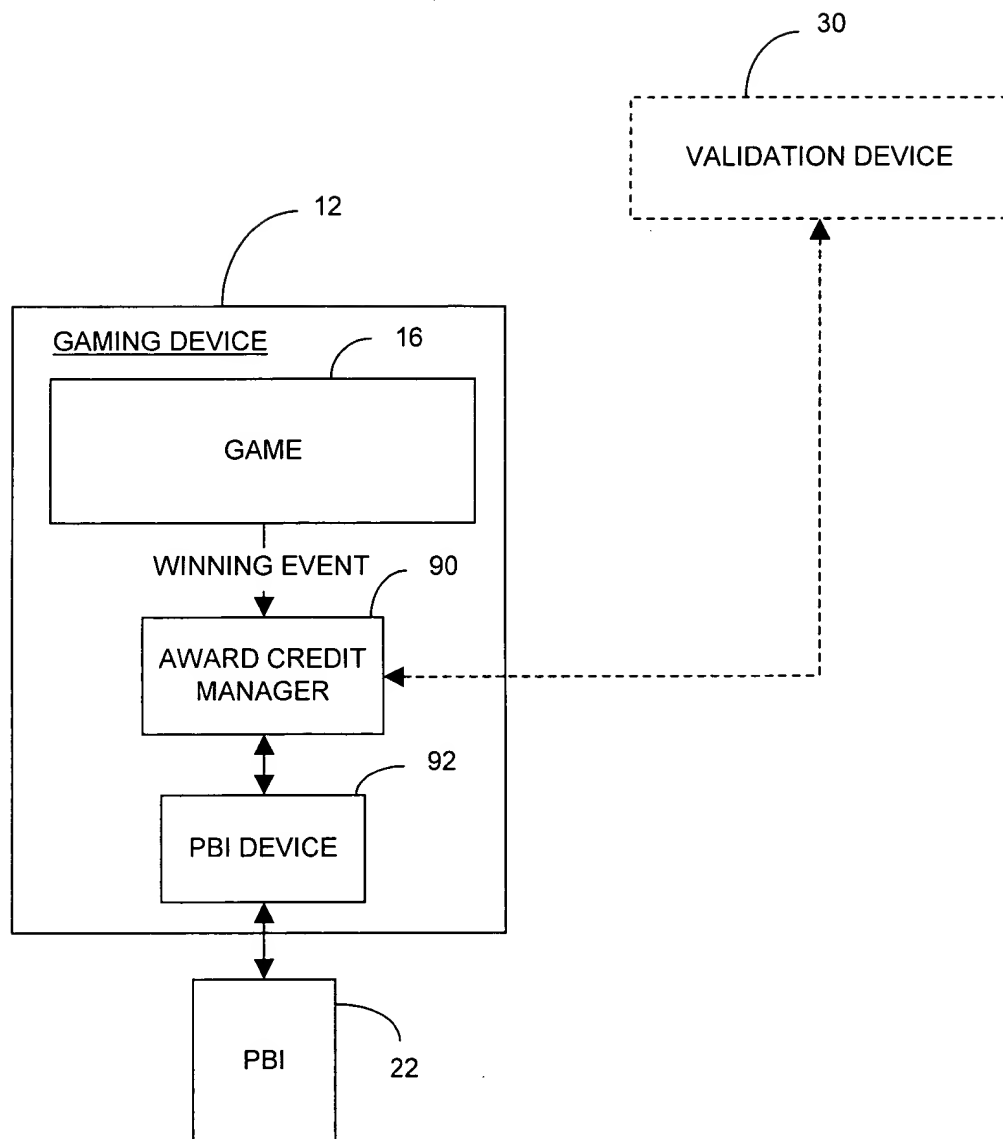 30
VALIDATION DEVICE
12
GAMING DEVICE
16
GAME
WINNING EVENT
90
AWARD CREDIT
MANAGER
92
PBI DEVICE
PBI
22